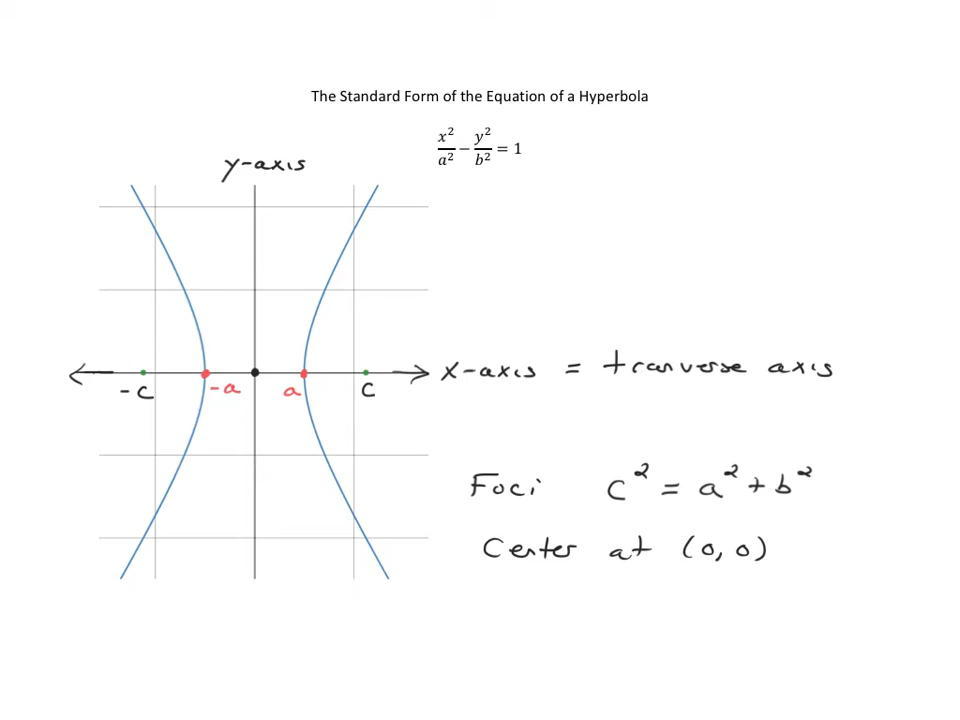 The Standard Form of the Equation of a Hyperbola
x²/a² − y²/b² = 1
y-axis
-c -a a c
x-axis = tranverse axis
Foci c² = a² + b²
Center at (0,0)